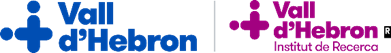 Vall
d'Hebron
Vall
d'Hebron
Institut de Recerca
R